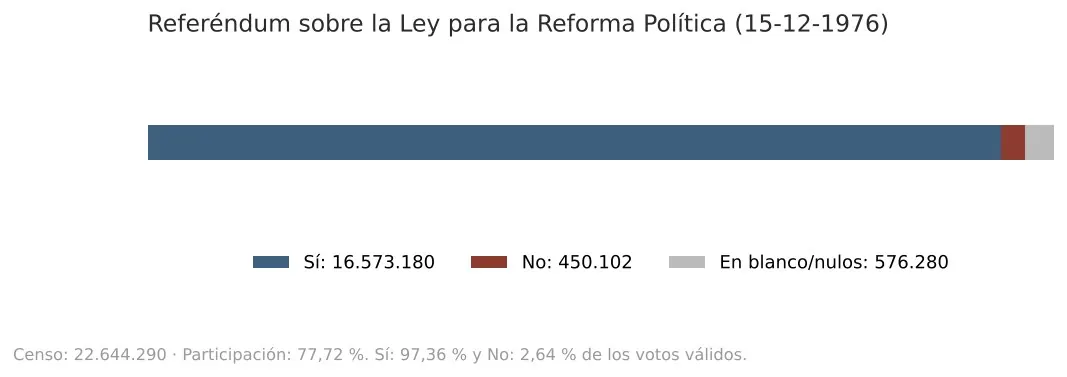 Referéndum sobre la Ley para la Reforma Política (15-12-1976)
Sí: 16.573.180 No: 450.102 En blanco/nulos: 576.280
Censo: 22.644.290 · Participación: 77,72 %. Sí: 97,36 % y No: 2,64 % de los votos válidos.